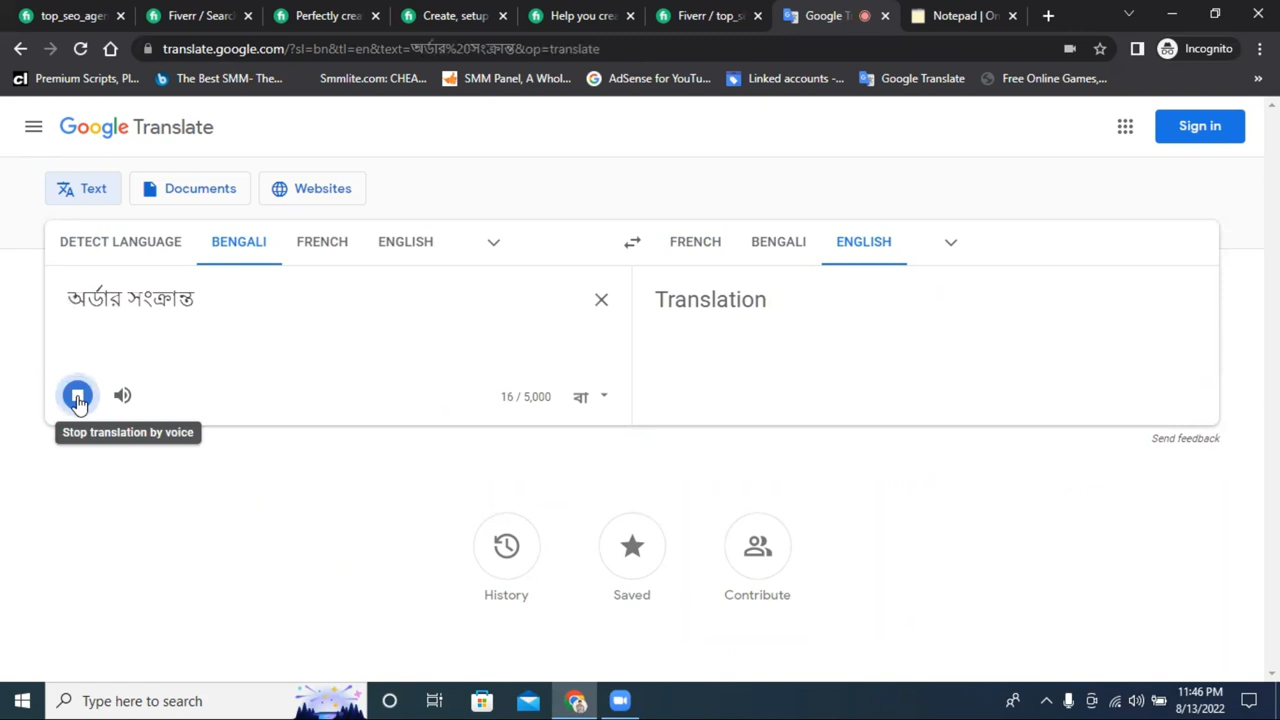 top_seo_agen
Fiverr / Searc
Perfectly crea
Create, setup
Help you crea
Fiverr / top_s
Google T
Notepad | On
translate.google.com/?sl=bn&tl=en&text=অর্ডার%20সংক্রান্ত&op=translate
Incognito
Premium Scripts, Pl...
The Best SMM- The...
Smmlite.com: CHEA...
SMM Panel, A Whol...
AdSense for YouTu...
Linked accounts -...
Google Translate
Free Online Games,...
Google Translate
Sign in
Text
Documents
Websites
DETECT LANGUAGE
BENGALI
FRENCH
ENGLISH
FRENCH
BENGALI
ENGLISH
অর্ডার সংক্রান্ত
Translation
16 / 5,000
বা
Stop translation by voice
Send feedback
History
Saved
Contribute
Type here to search
11:46 PM
8/13/2022